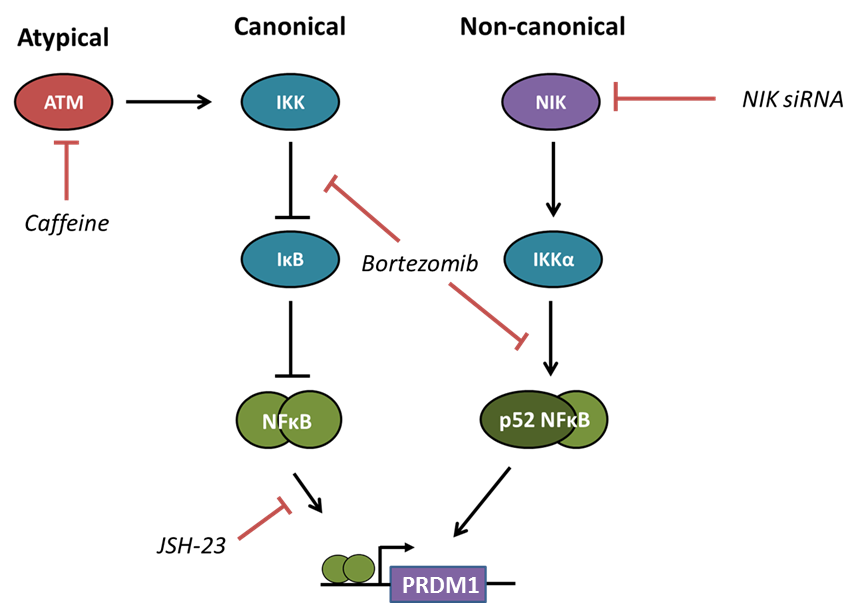 Atypical
Canonical
Non-canonical
ATM
IKK
NIK
NIK siRNA
Caffeine
IκB
Bortezomib
IKKα
NFκB
p52 NFκB
JSH-23
PRDM1